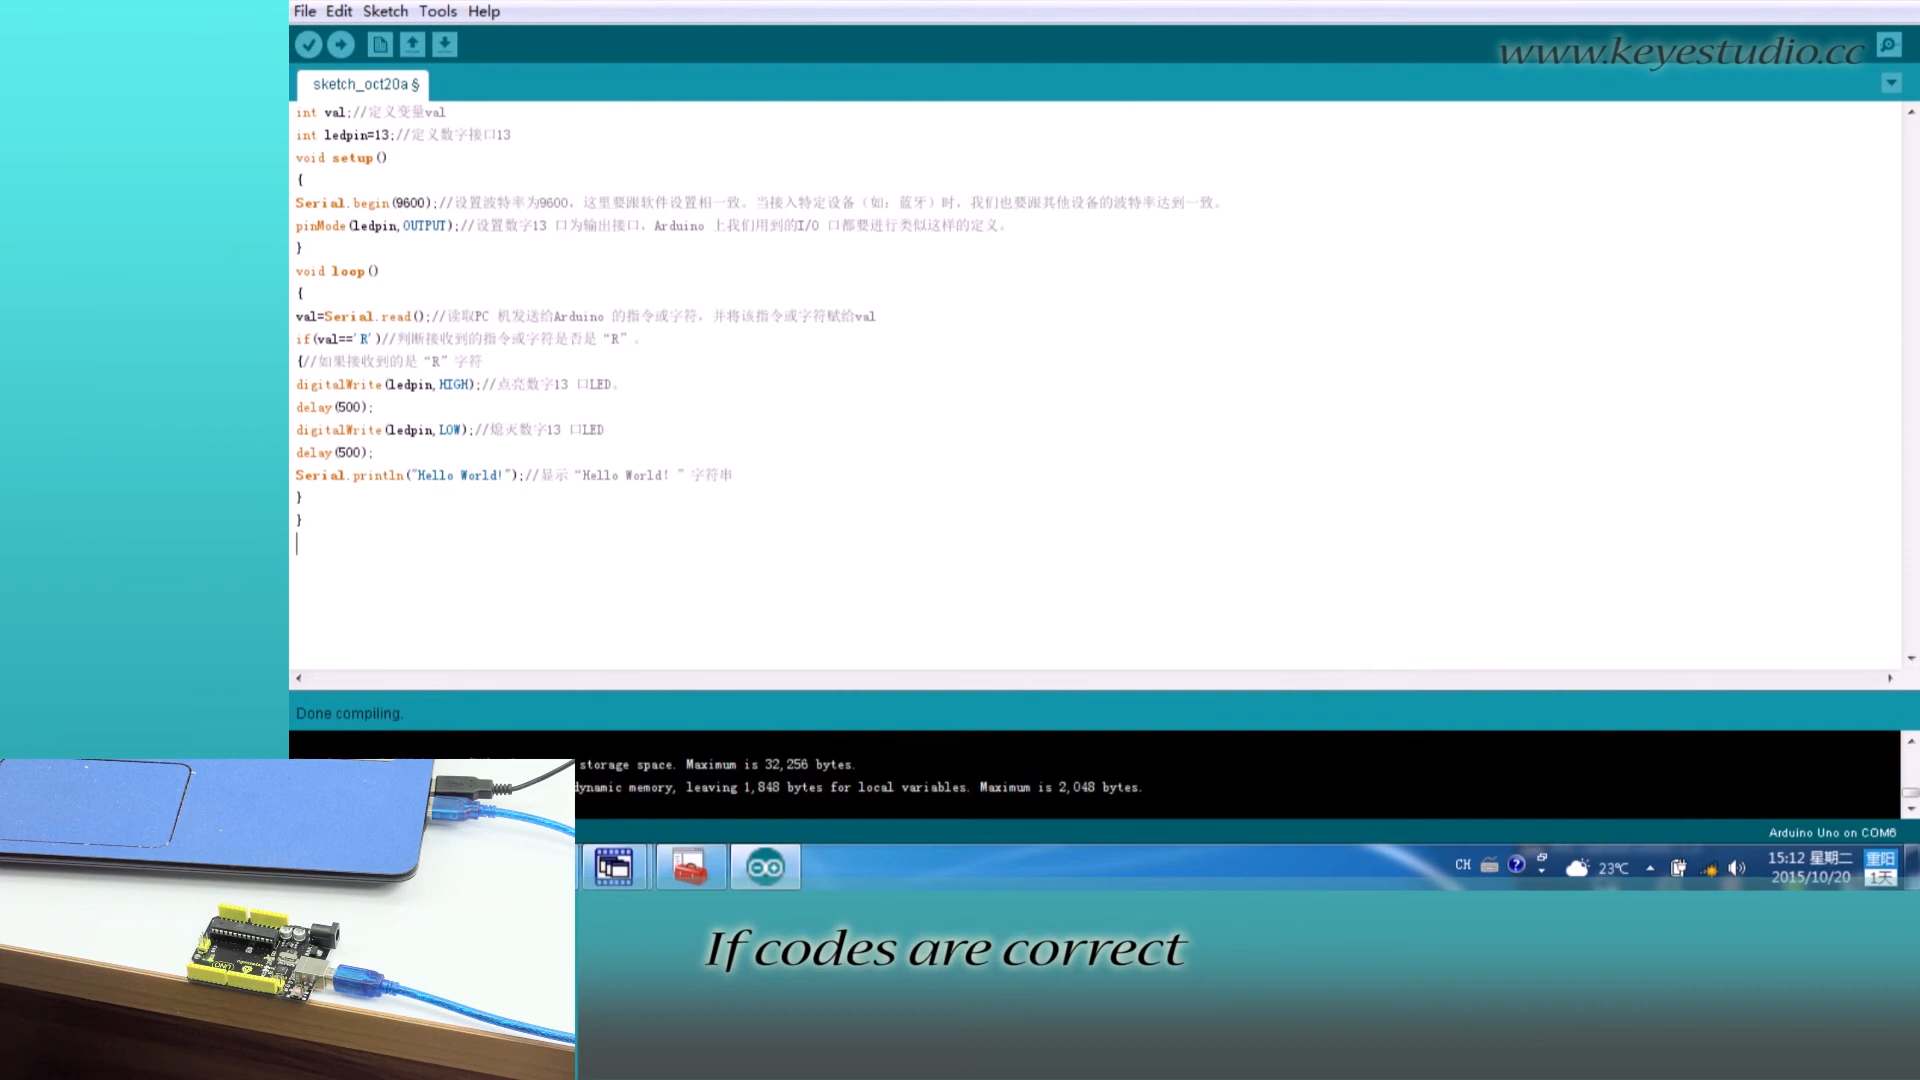 File Edit Sketch Tools Help
www.keyestudio.cc
sketch_oct20a §
int val;//定义变量val
int ledpin=13;//定义数字接口13
void setup()
{
Serial.begin(9600);//设置波特率为9600，这里要跟软件设置相一致。当接入特定设备（如：蓝牙）时，我们也要跟其他设备的波特率达到一致。
pinMode(ledpin,OUTPUT);//设置数字13 口为输出接口，Arduino 上我们用到的I/O 口都要进行类似这样的定义。
}
void loop()
{
val=Serial.read();//读取PC 机发送给Arduino 的指令或字符，并将该指令或字符赋给val
if(val=='R')//判断接收到的指令或字符是否是“R”。
{//如果接收到的是“R”字符
digitalWrite(ledpin,HIGH);//点亮数字13 口LED。
delay(500);
digitalWrite(ledpin,LOW);//熄灭数字13 口LED
delay(500);
Serial.println("Hello World!");//显示“Hello World！”字符串
}
}
Done compiling.
storage space. Maximum is 32,256 bytes.
dynamic memory, leaving 1,848 bytes for local variables. Maximum is 2,048 bytes.
Arduino Uno on COM6
CH 23℃ 15:12 星期二 重阳
2015/10/20 1天
If codes are correct
UNO